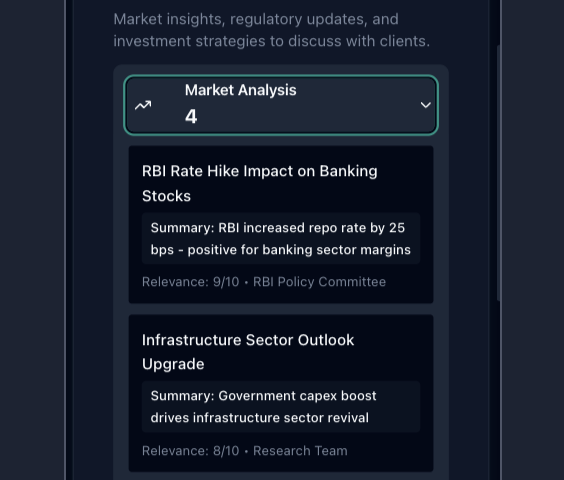 Market insights, regulatory updates, and
investment strategies to discuss with clients.
Market Analysis
4
RBI Rate Hike Impact on Banking
Stocks
Summary: RBI increased repo rate by 25
bps - positive for banking sector margins
Relevance: 9/10 • RBI Policy Committee
Infrastructure Sector Outlook
Upgrade
Summary: Government capex boost
drives infrastructure sector revival
Relevance: 8/10 • Research Team